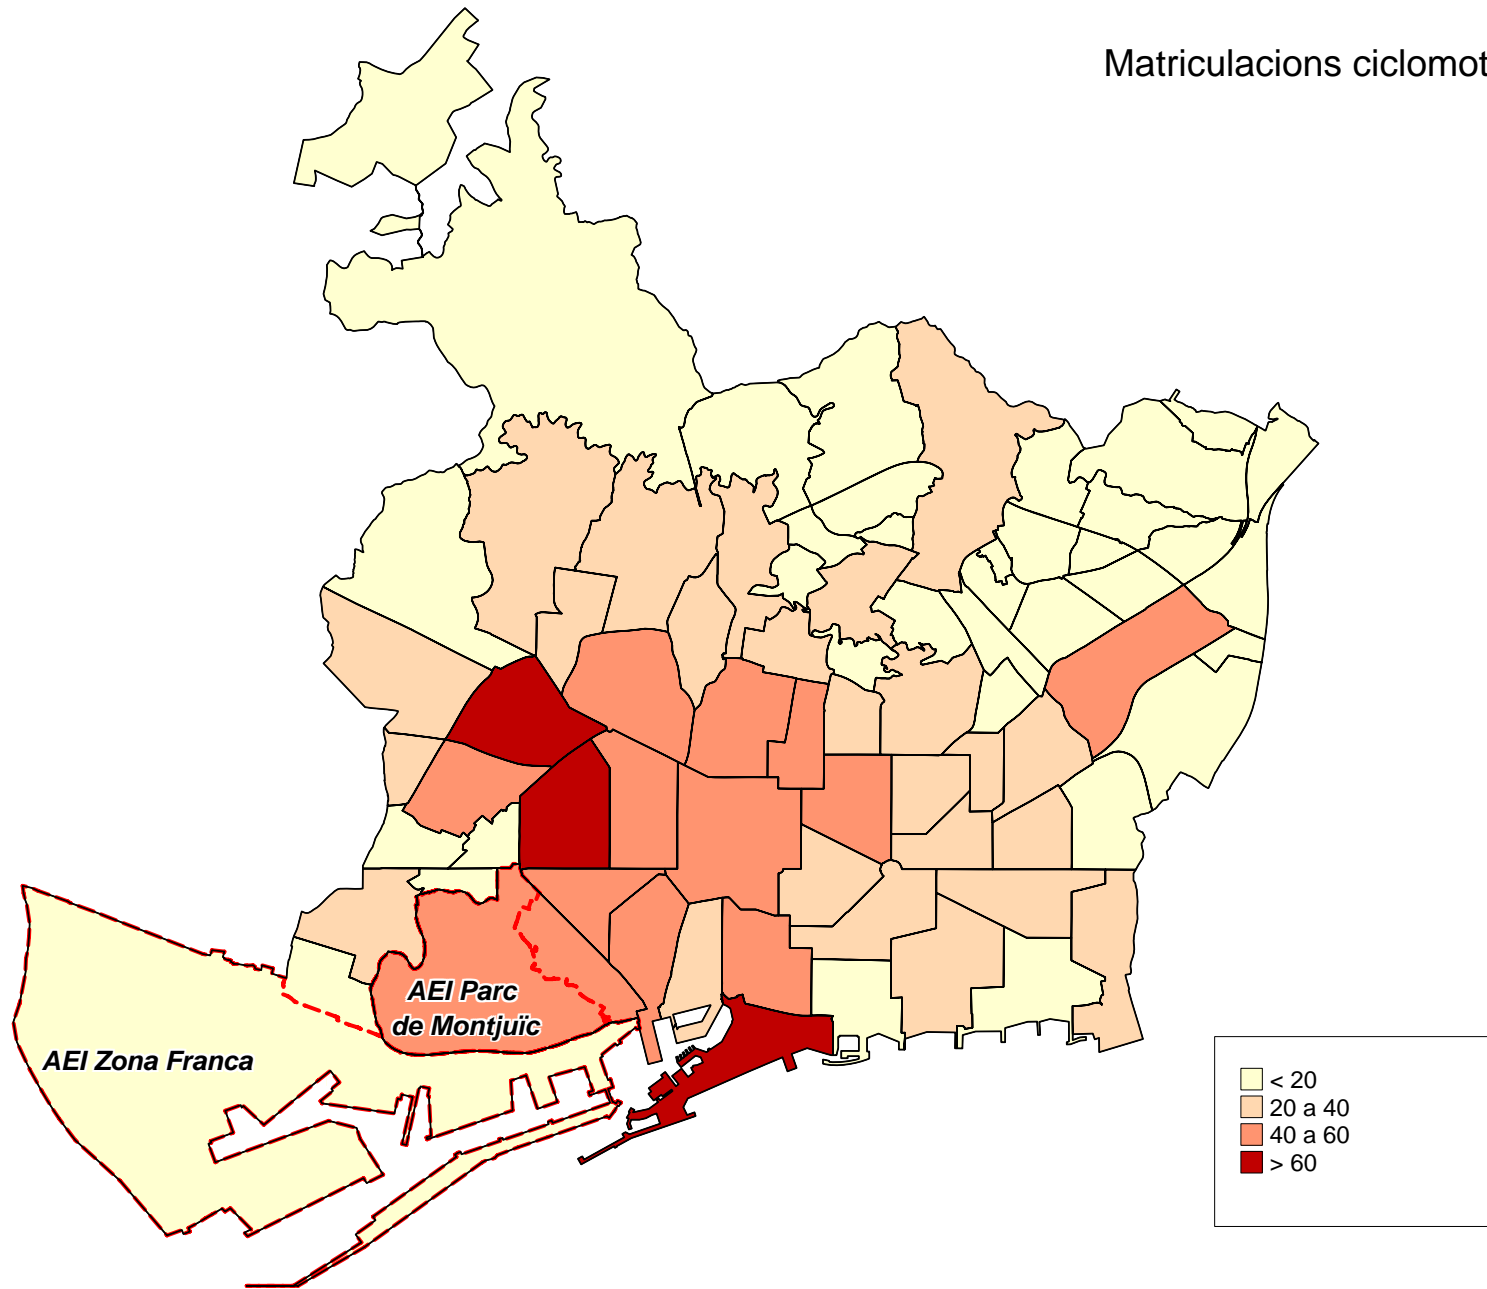 Matriculacions ciclomot
AEI Parc
de Montjuïc
AEI Zona Franca
< 20
20 a 40
40 a 60
> 60